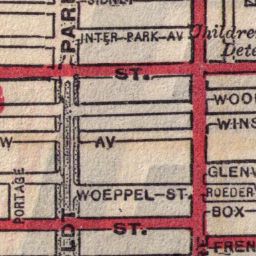 SIDNEY
PARK
INTER-PARK-AV
Childre
Dete
ST.
WOO
WINS
W
AV
GLENV
PORTAGE
WOEPPEL-ST.
ROEDER
BOX
LDT
ST.
FREN